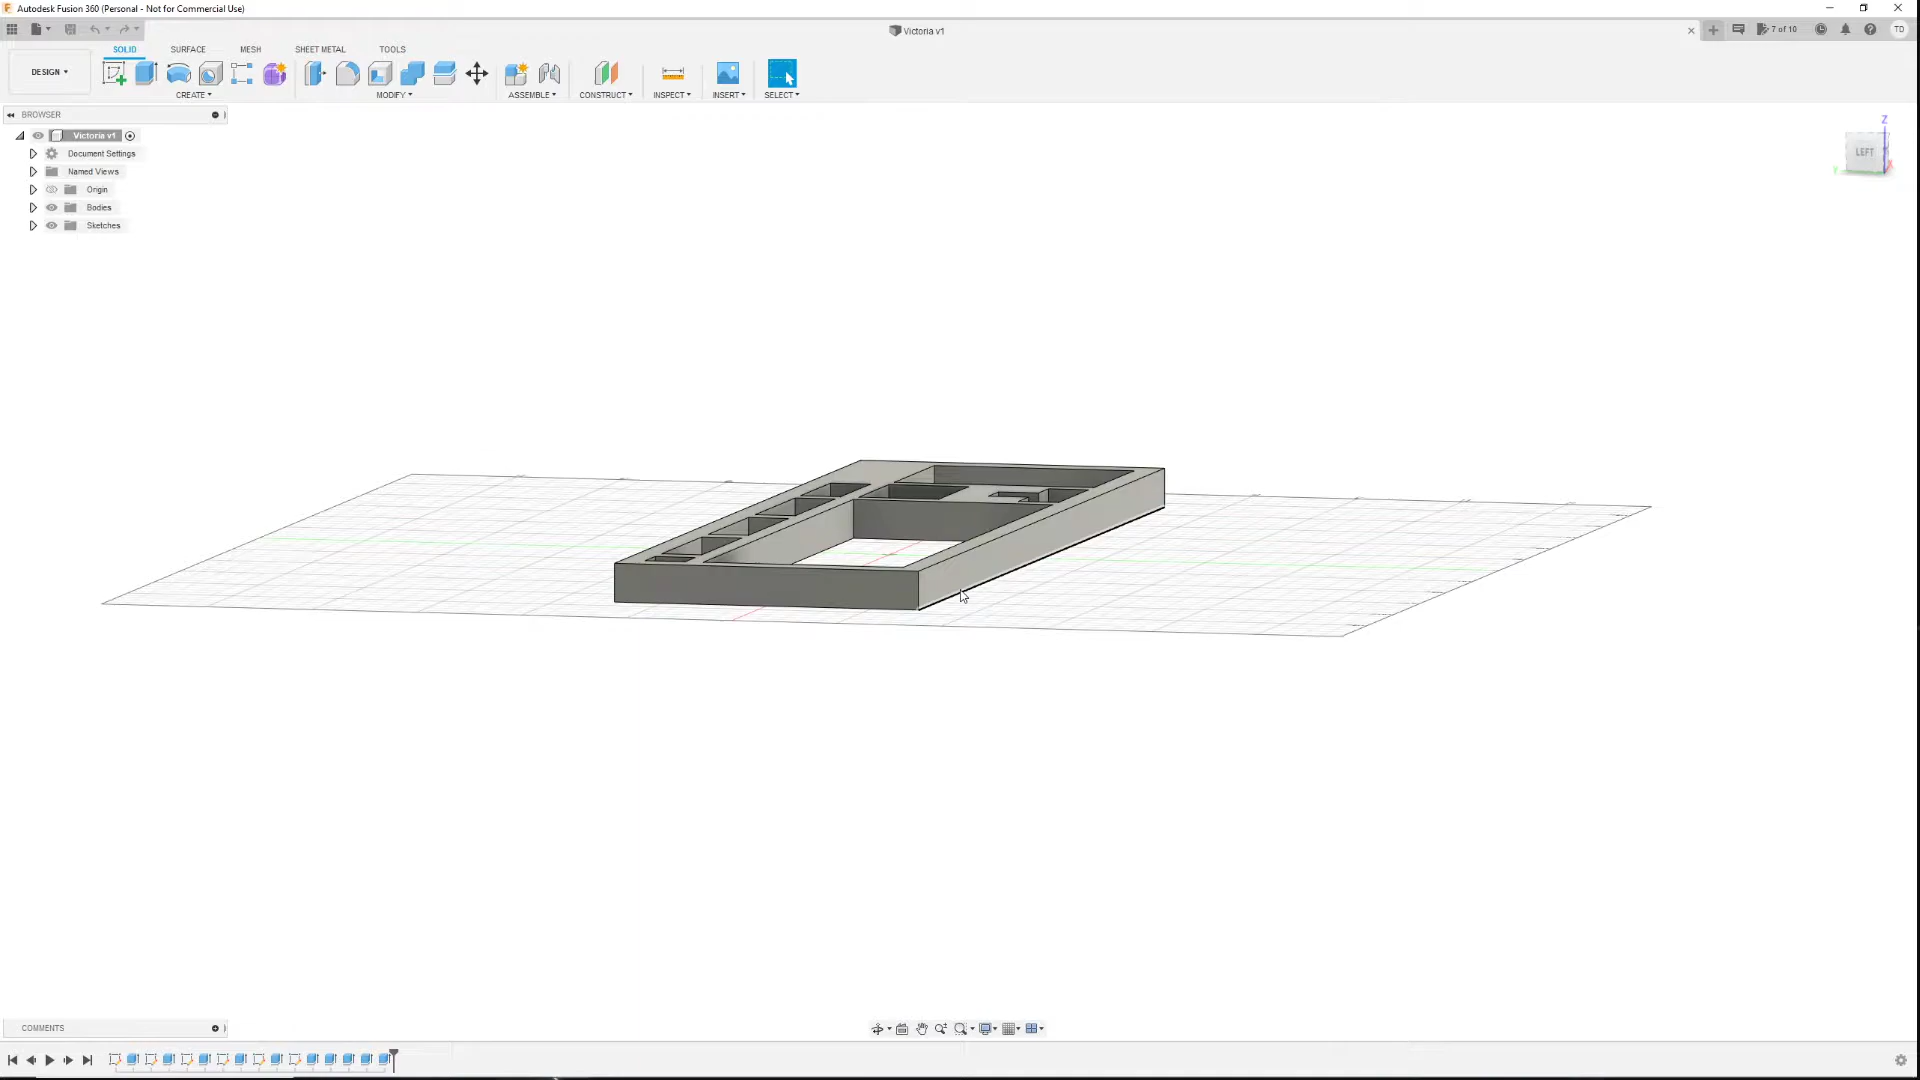 Autodesk Fusion 360 (Personal - Not for Commercial Use)
Victoria v1
7 of 10
TD
DESIGN
SOLID
SURFACE
MESH
SHEET METAL
TOOLS
CREATE
MODIFY
ASSEMBLE
CONSTRUCT
INSPECT
INSERT
SELECT
BROWSER
Victoria v1
Document Settings
Named Views
Origin
Bodies
Sketches
Z
LEFT
Y
X
COMMENTS